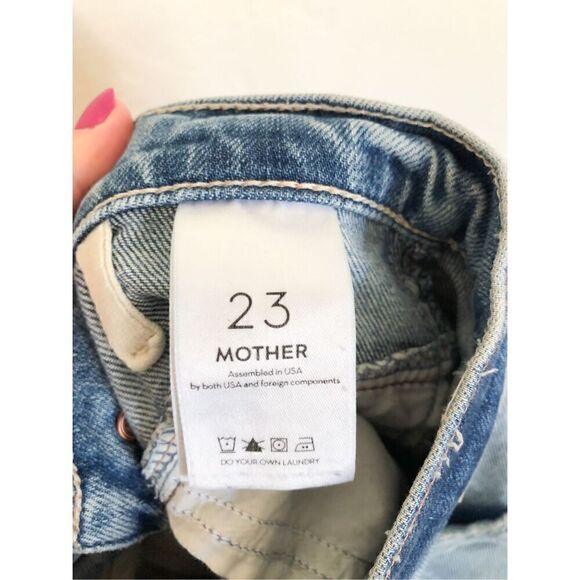 23
MOTHER
Assembled in USA
by both USA and foreign components
DO YOUR OWN LAUNDRY